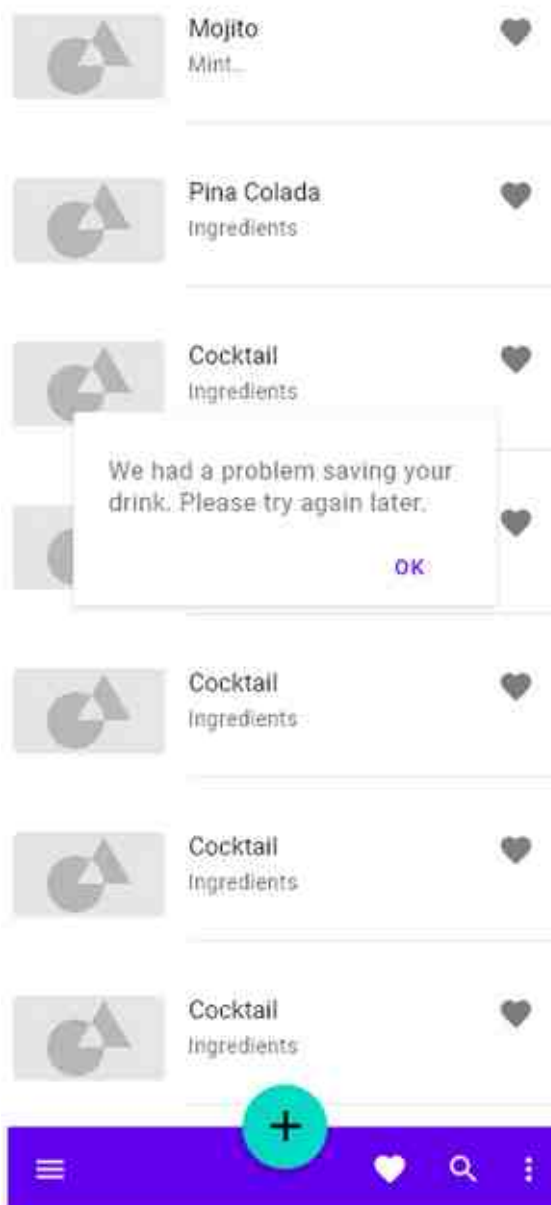 Mojito
Mint...
Pina Colada
Ingredients
Cocktail
Ingredients
We had a problem saving your
drink. Please try again later.
OK
Cocktail
Ingredients
Cocktail
Ingredients
Cocktail
Ingredients